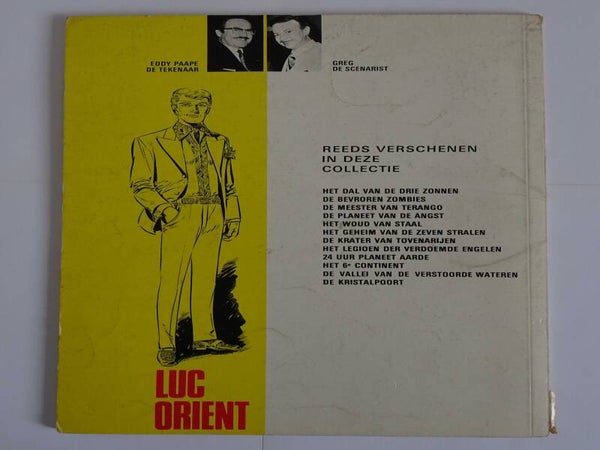 EDDY PAAPE
DE TEKENAAR
GREG
DE SCENARIST
REEDS VERSCHENEN
IN DEZE
COLLECTIE
HET DAL VAN DE DRIE ZONNEN
DE BEVROREN ZOMBIES
DE MEESTER VAN TERANGO
DE PLANEET VAN DE ANGST
HET WOUD VAN STAAL
HET GEHEIM VAN DE ZEVEN STRALEN
DE KRATER VAN TOVENARIJEN
HET LEGIOEN DER VERDOEMDE ENGELEN
24 UUR PLANEET AARDE
HET 6e CONTINENT
DE VALLEI VAN DE VERSTOORDE WATEREN
DE KRISTALPOORT
LUC
ORIENT